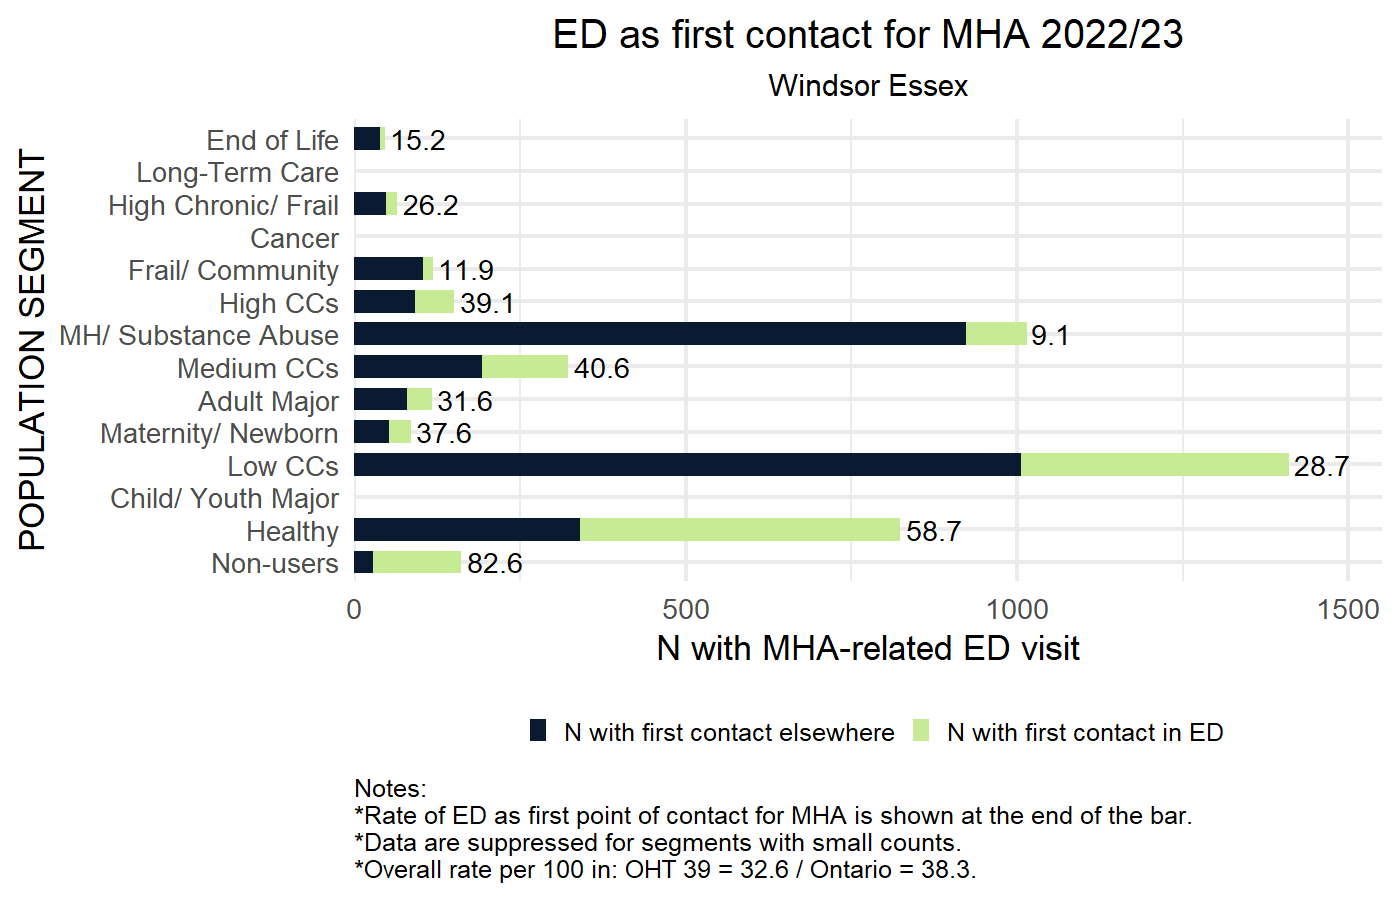 ED as first contact for MHA 2022/23
Windsor Essex
POPULATION SEGMENT
End of Life 15.2
Long-Term Care
High Chronic/ Frail 26.2
Cancer
Frail/ Community 11.9
High CCs 39.1
MH/ Substance Abuse 9.1
Medium CCs 40.6
Adult Major 31.6
Maternity/ Newborn 37.6
Low CCs 28.7
Child/ Youth Major
Healthy 58.7
Non-users 82.6
0 500 1000 1500
N with MHA-related ED visit
N with first contact elsewhere N with first contact in ED
Notes:
*Rate of ED as first point of contact for MHA is shown at the end of the bar.
*Data are suppressed for segments with small counts.
*Overall rate per 100 in: OHT 39 = 32.6 / Ontario = 38.3.